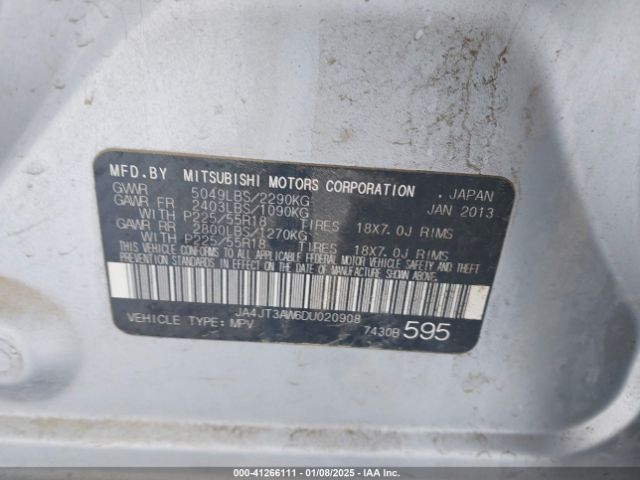 MFD.BY MITSUBISHI MOTORS CORPORATION , JAPAN
GVWR 5049LBS/2290KG JAN 2013
GAWR FR 2403LBS/1090KG
WITH P225/55R18 TIRES 18X7.0J RIMS
GAWR RR 2800LBS/1270KG
WITH P225/55R18 TIRES 18X7.0J RIMS
THIS VEHICLE CONFORMS TO ALL APPLICABLE FEDERAL MOTOR VEHICLE SAFETY AND THEFT
PREVENTION STANDARDS IN EFFECT ON THE DATE OF MANUFACTURE SHOWN ABOVE.
JA4JT3AW6DU020908
VEHICLE TYPE: MPV 7430B 595
000-41266111 - 01/08/2025 - IAA Inc.